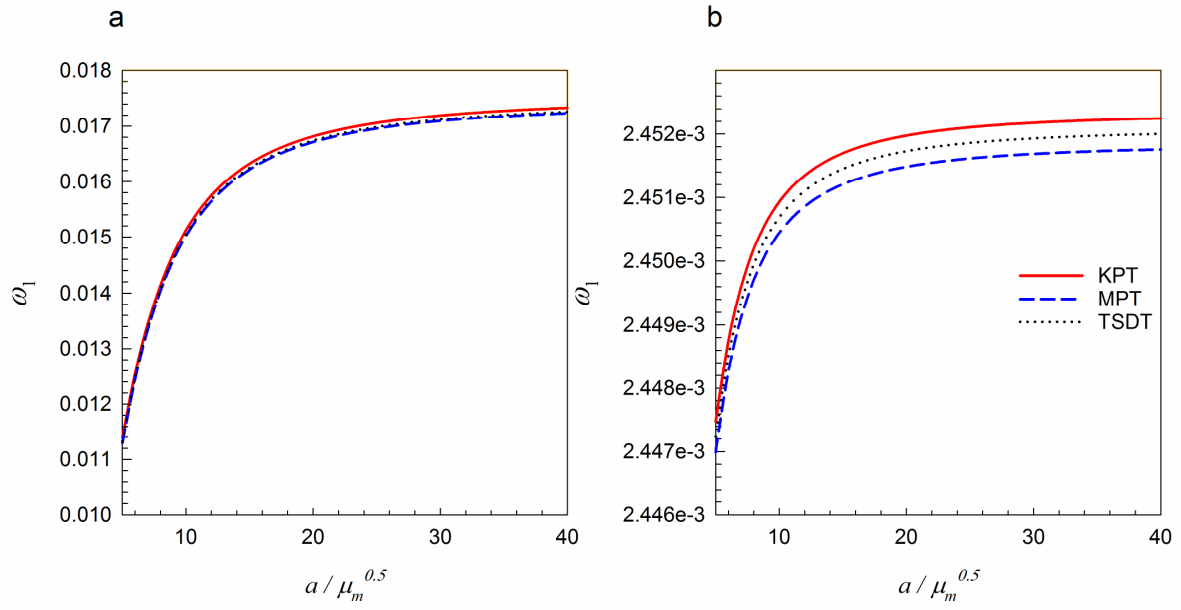 a
0.018
0.017
0.016
0.015
0.014
0.013
0.012
0.011
0.010
ω₁
10 20 30 40
a / μₘ⁰·⁵
b
2.452e-3
2.451e-3
2.450e-3
2.449e-3
2.448e-3
2.447e-3
2.446e-3
ω₁
KPT
MPT
TSDT
10 20 30 40
a / μₘ⁰·⁵